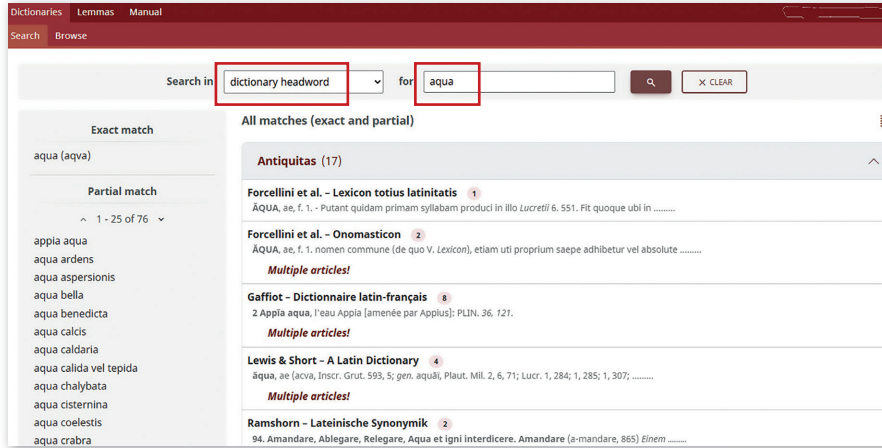 Dictionaries Lemmas Manual
Search Browse
Search in dictionary headword for aqua CLEAR
Exact match
aqua (aqva)
Partial match
1 - 25 of 76
appia aqua
aqua ardens
aqua aspersionis
aqua bella
aqua benedicta
aqua calcis
aqua caldaria
aqua calida vel tepida
aqua chalybata
aqua cisternina
aqua coelestis
aqua crabra
All matches (exact and partial)
Antiquitas (17)
Forcellini et al. – Lexicon totius latinitatis 1
ĂQUA, ae, f. 1. - Putant quidam primam syllabam produci in illo Lucretii 6. 551. Fit quoque ubi in .........
Forcellini et al. – Onomasticon 2
ĂQUA, ae, f. 1. nomen commune (de quo V. Lexicon), etiam uti proprium saepe adhibetur vel absolute .........
Multiple articles!
Gaffiot – Dictionnaire latin-français 8
2 Appĭa aqua, l'eau Appia [amenée par Appius]: PLIN. 36, 121.
Multiple articles!
Lewis & Short – A Latin Dictionary 4
ăqua, ae (acva, Inscr. Grut. 593, 5; gen. aquāï, Plaut. Mil. 2, 6, 71; Lucr. 1, 284; 1, 285; 1, 307; .........
Multiple articles!
Ramshorn – Lateinische Synonymik 2
94. Amandare, Ablegare, Relegare, Aqua et igni interdicere. Amandare (a-mandare, 865) Einem .........